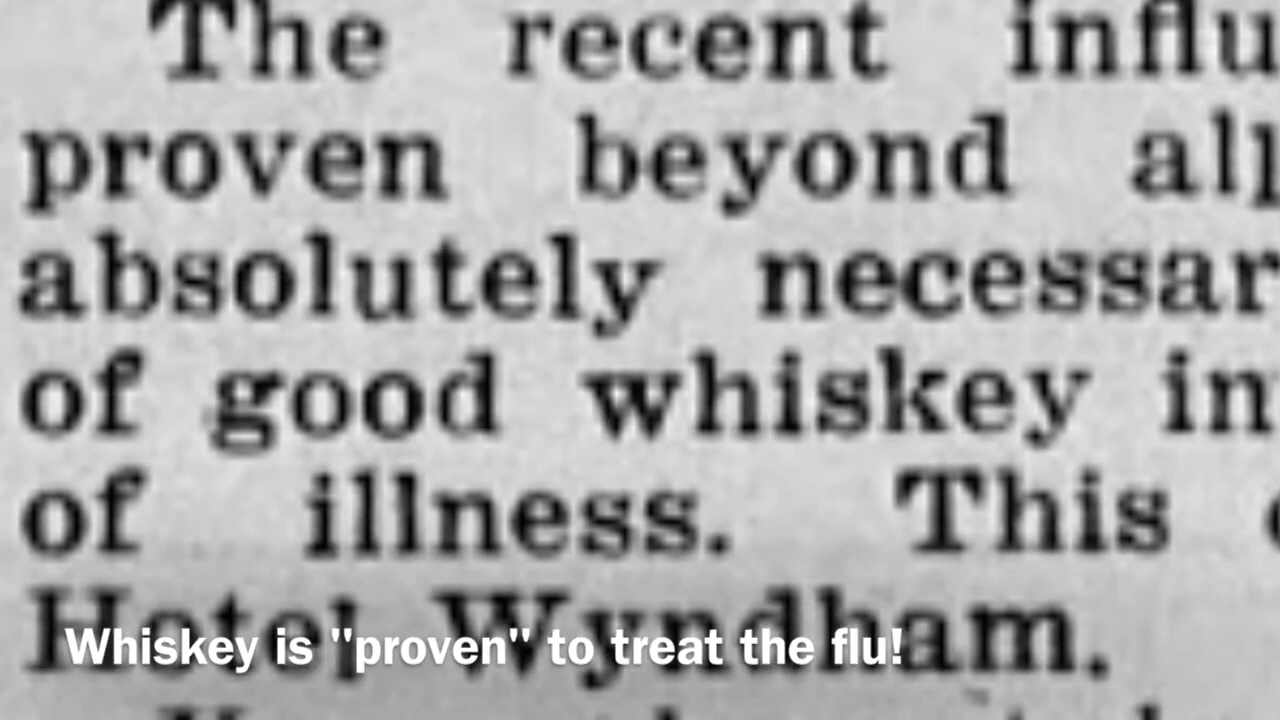 The recent influ
proven beyond all
absolutely necessar
of good whiskey in
of illness. This
Hotel Wyndham.
Whiskey is "proven" to treat the flu!